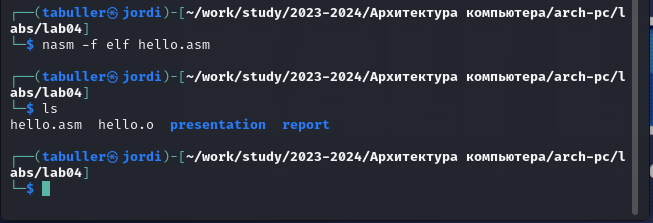 ┌──(tabuller㉿jordi)-[~/work/study/2023-2024/Архитектура компьютера/arch-pc/l
abs/lab04]
└─$ nasm -f elf hello.asm
┌──(tabuller㉿jordi)-[~/work/study/2023-2024/Архитектура компьютера/arch-pc/l
abs/lab04]
└─$ ls
hello.asm  hello.o  presentation  report
┌──(tabuller㉿jordi)-[~/work/study/2023-2024/Архитектура компьютера/arch-pc/l
abs/lab04]
└─$